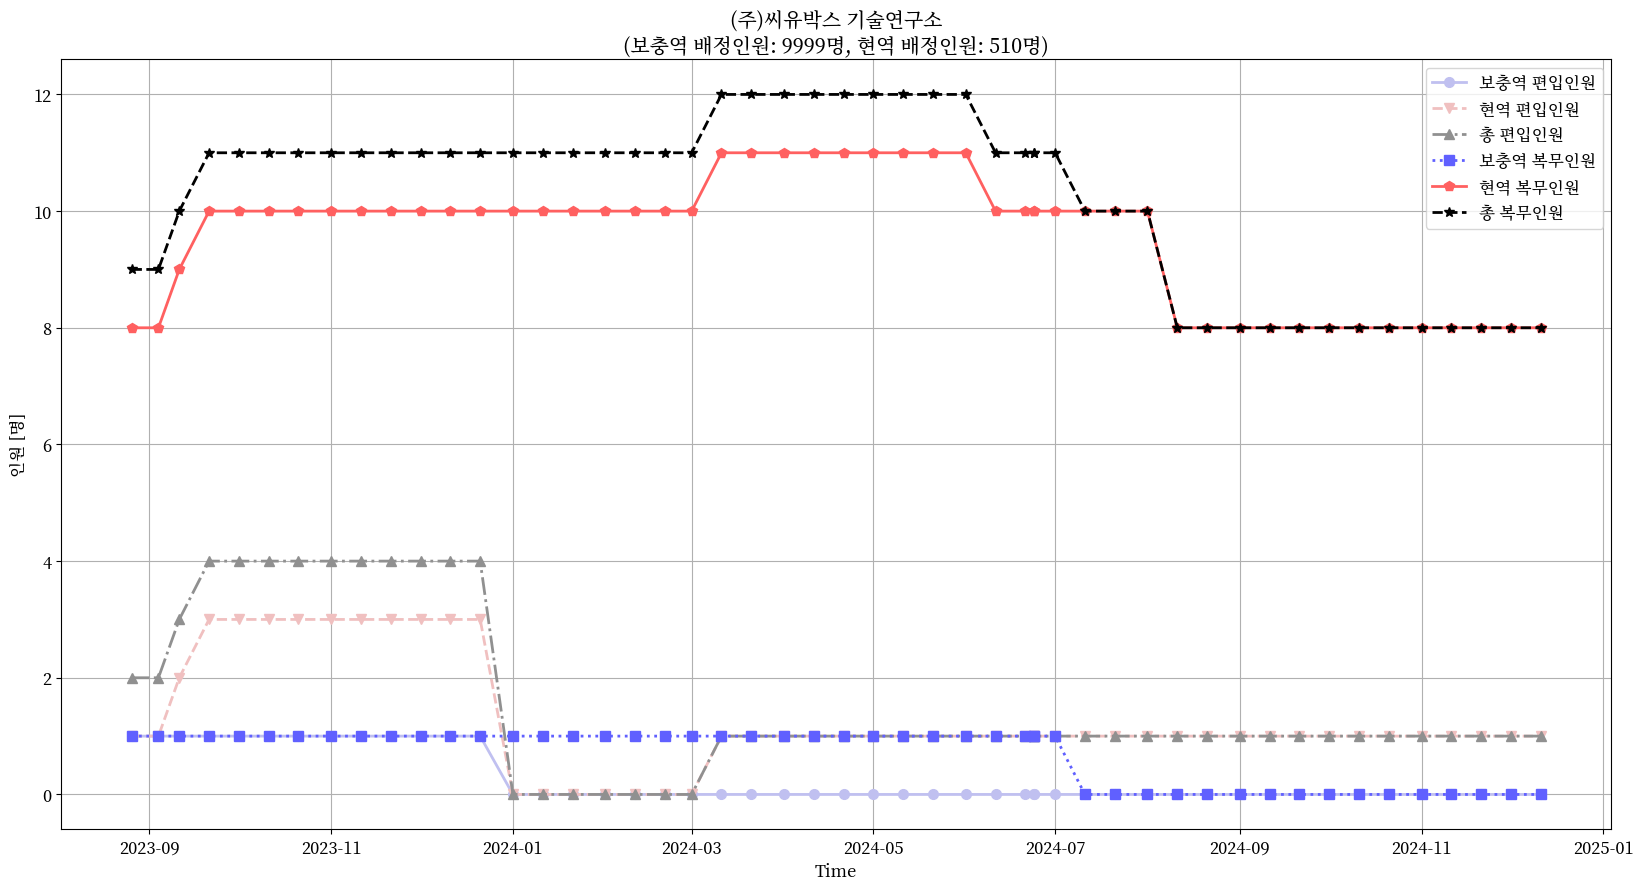 (주)씨유박스 기술연구소
(보충역 배정인원: 9999명, 현역 배정인원: 510명)
보충역 편입인원
현역 편입인원
총 편입인원
보충역 복무인원
현역 복무인원
총 복무인원
인원 [명]
12
10
8
6
4
2
0
2023-09 2023-11 2024-01 2024-03 2024-05 2024-07 2024-09 2024-11 2025-01
Time